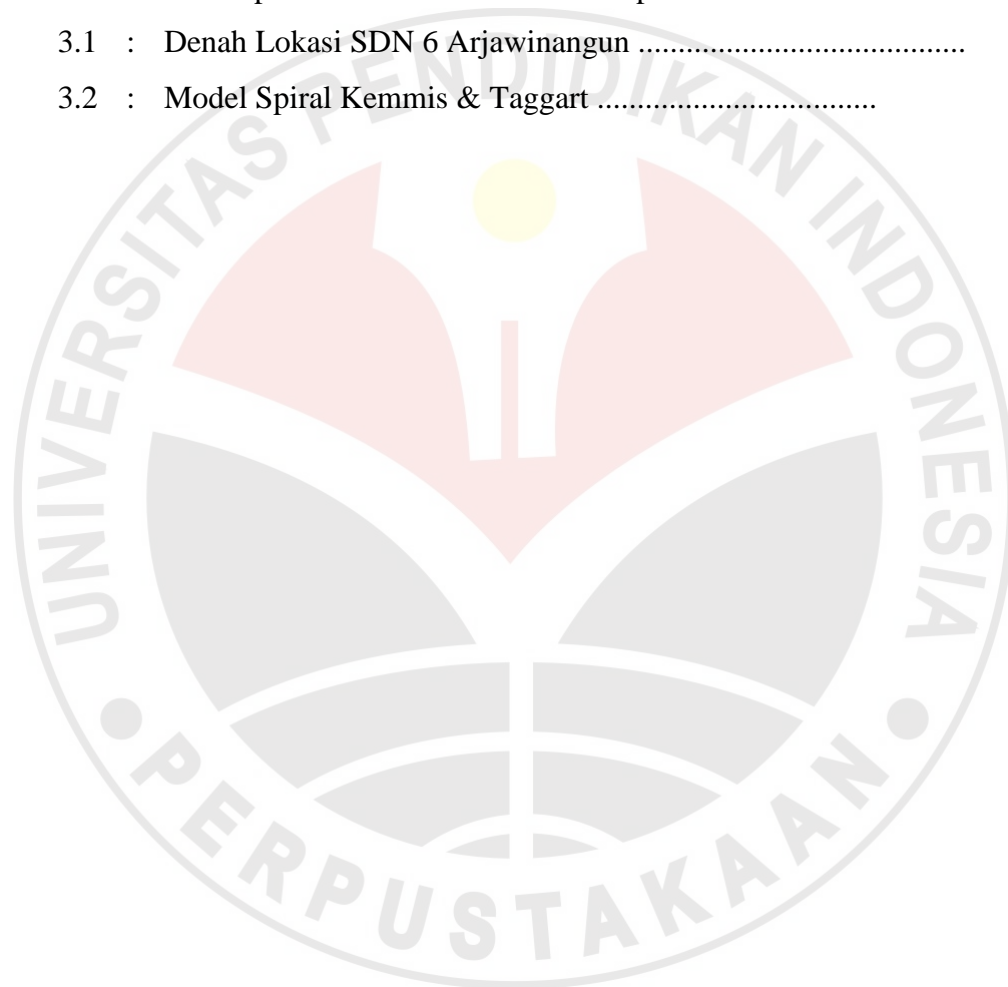 3.1 : Denah Lokasi SDN 6 Arjawinangun .....................................
3.2 : Model Spiral Kemmis & Taggart ................................
UNIVERSITAS PENDIDIKAN INDONESIA
PERPUSTAKAAN